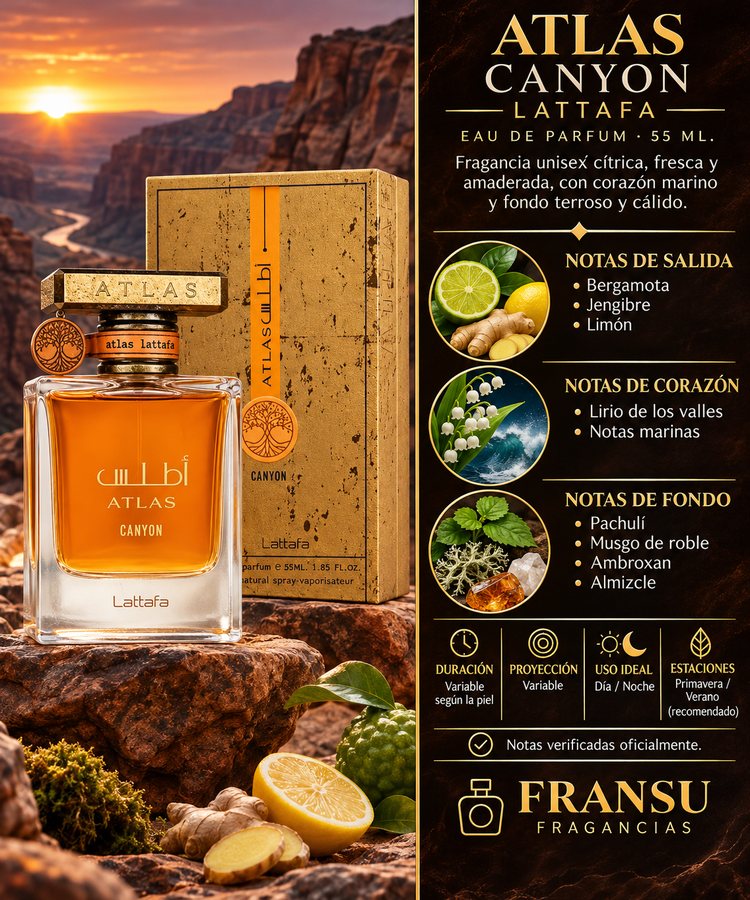 ATLAS
CANYON
LATTAFA
EAU DE PARFUM · 55 ML.
Fragancia unisex cítrica, fresca y
amaderada, con corazón marino
y fondo terroso y cálido.
NOTAS DE SALIDA
• Bergamota
• Jengibre
• Limón
NOTAS DE CORAZÓN
• Lirio de los valles
• Notas marinas
NOTAS DE FONDO
• Pachulí
• Musgo de roble
• Ambroxan
• Almizcle
DURACIÓN
Variable
según la piel
PROYECCIÓN
Variable
USO IDEAL
Día / Noche
ESTACIONES
Primavera /
Verano
(recomendado)
Notas verificadas oficialmente.
FRANSU
FRAGANCIAS
ATLAS
atlas lattafa
أطلس
ATLAS
CANYON
Lattafa
ATLAS أطلس
CANYON
Lattafa
parfum e 55ML. 1.85 FL.OZ.
natural spray-vaporisateur